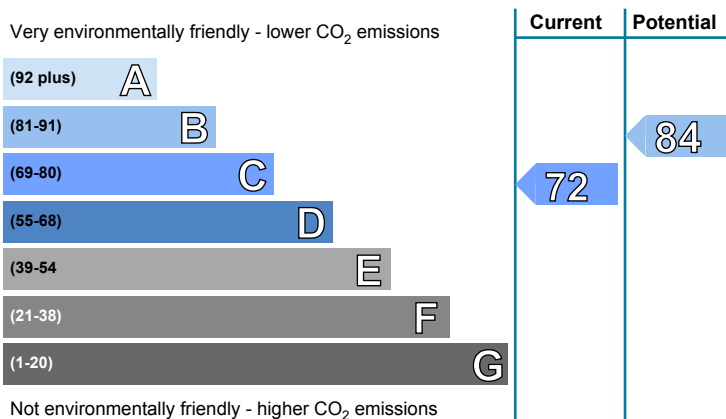 Current Potential
Very environmentally friendly - lower CO2 emissions
(92 plus) A
(81-91) B
84
(69-80) C
72
(55-68) D
(39-54 E
(21-38) F
(1-20) G
Not environmentally friendly - higher CO2 emissions